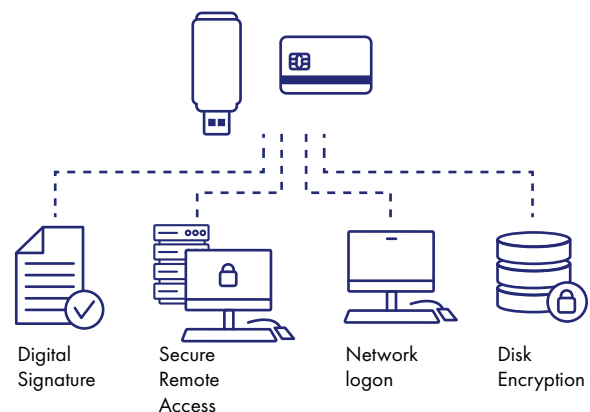 Digital
Signature
Secure
Remote
Access
Network
logon
Disk
Encryption